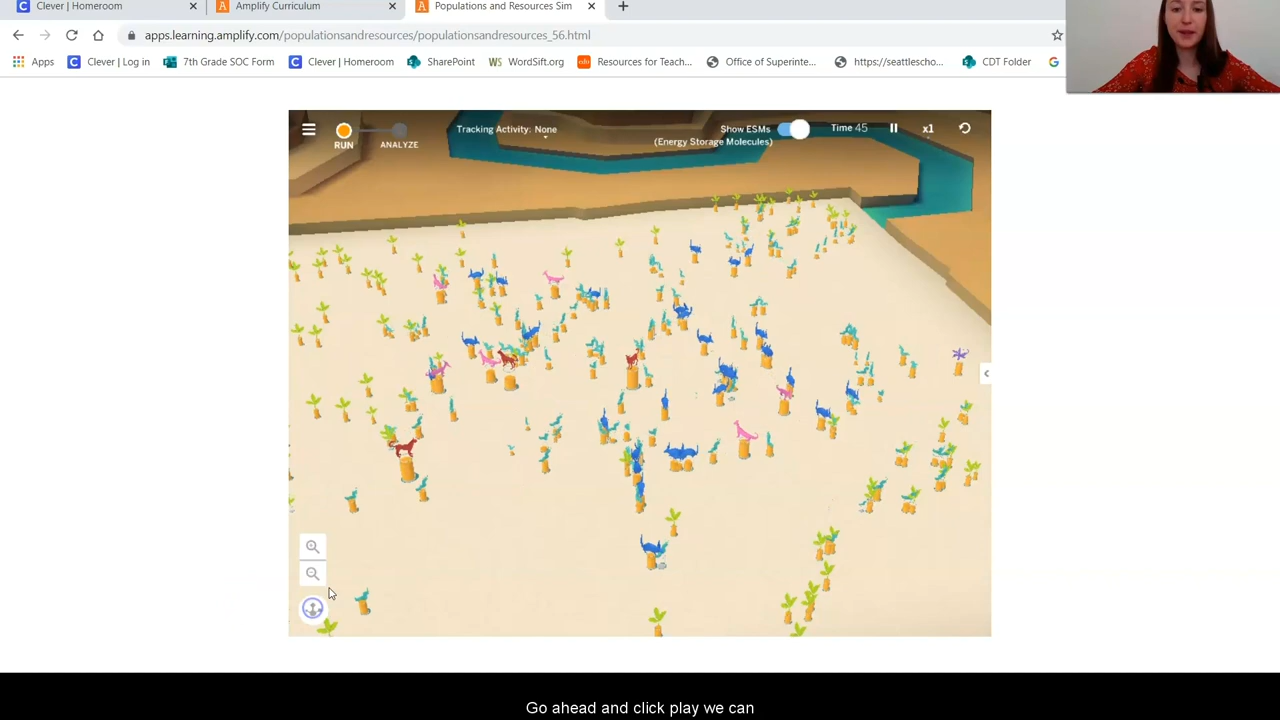 Clever | Homeroom
Amplify Curriculum
Populations and Resources Sim
apps.learning.amplify.com/populationsandresources/populationsandresources_56.html
Apps
Clever | Log in
7th Grade SOC Form
Clever | Homeroom
SharePoint
WS WordSift.org
Resources for Teach...
Office of Superinte...
https://seattlescho...
CDT Folder
RUN
ANALYZE
Tracking Activity: None
Show ESMs
(Energy Storage Molecules)
Time 45
x1
Go ahead and click play we can